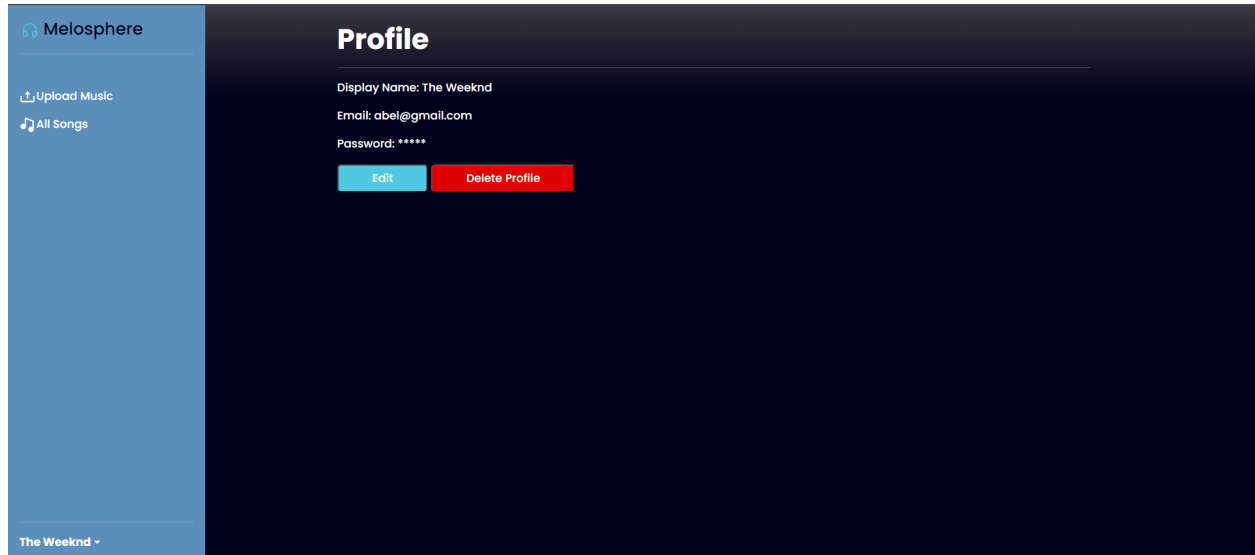 Melosphere
Upload Music
All Songs
The Weeknd
Profile
Display Name: The Weeknd
Email: abel@gmail.com
Password: *****
Edit
Delete Profile